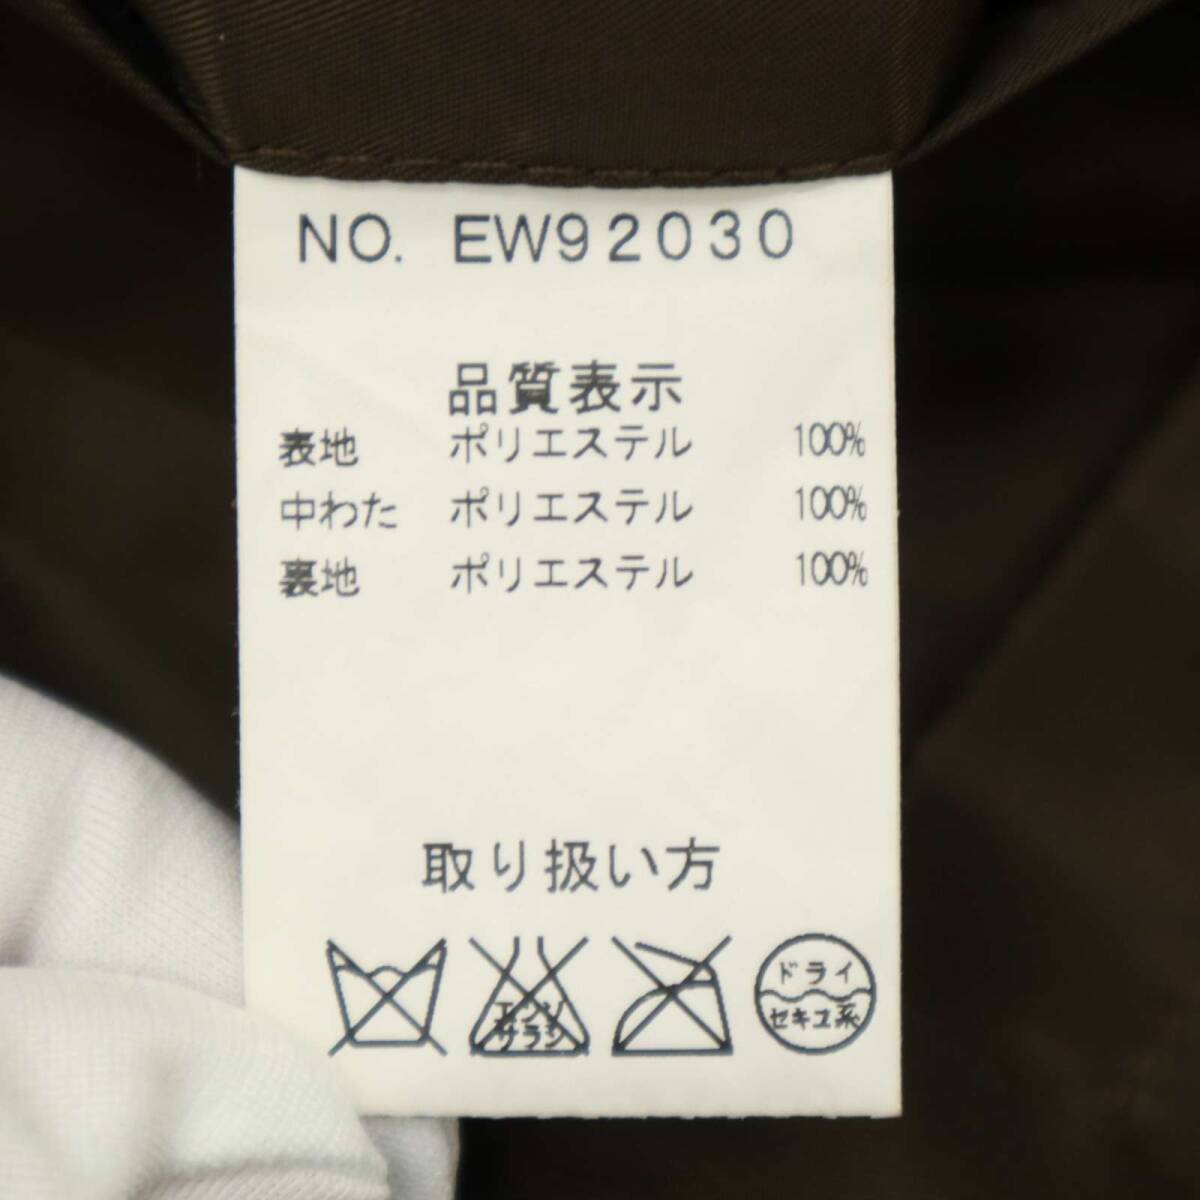 NO. EW92030
品質表示
表地 ポリエステル 100%
中わた ポリエステル 100%
裏地 ポリエステル 100%
取り扱い方
エンソ
サラシ
ドライ
セキユ系